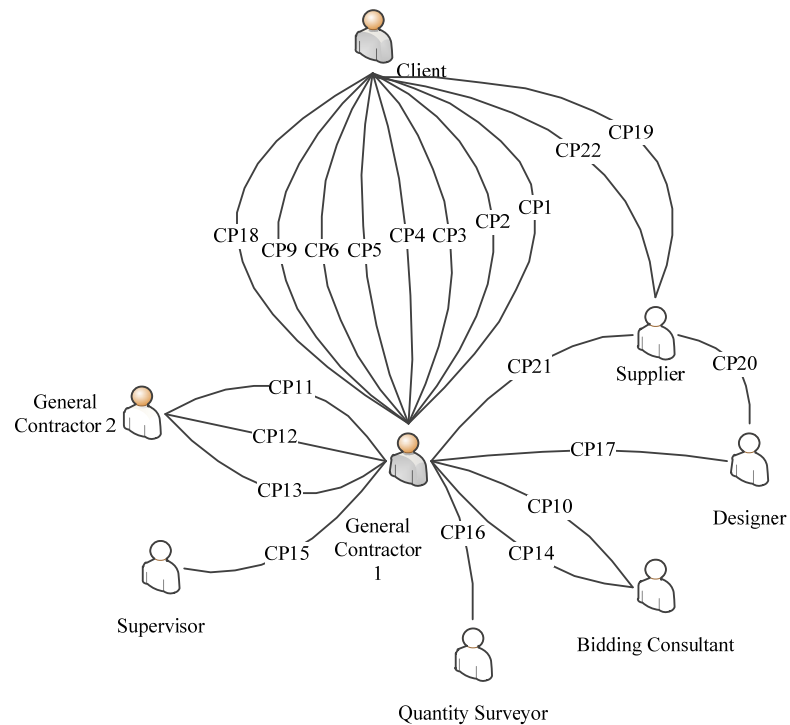 Client
CP19
CP22
CP1
CP2
CP18
CP4
CP3
CP9
CP6
CP5
CP21
CP20
Supplier
CP11
General
Contractor 2
CP12
CP17
CP13
CP10
Designer
General
Contractor
1
CP16
CP15
CP14
Supervisor
Bidding Consultant
Quantity Surveyor